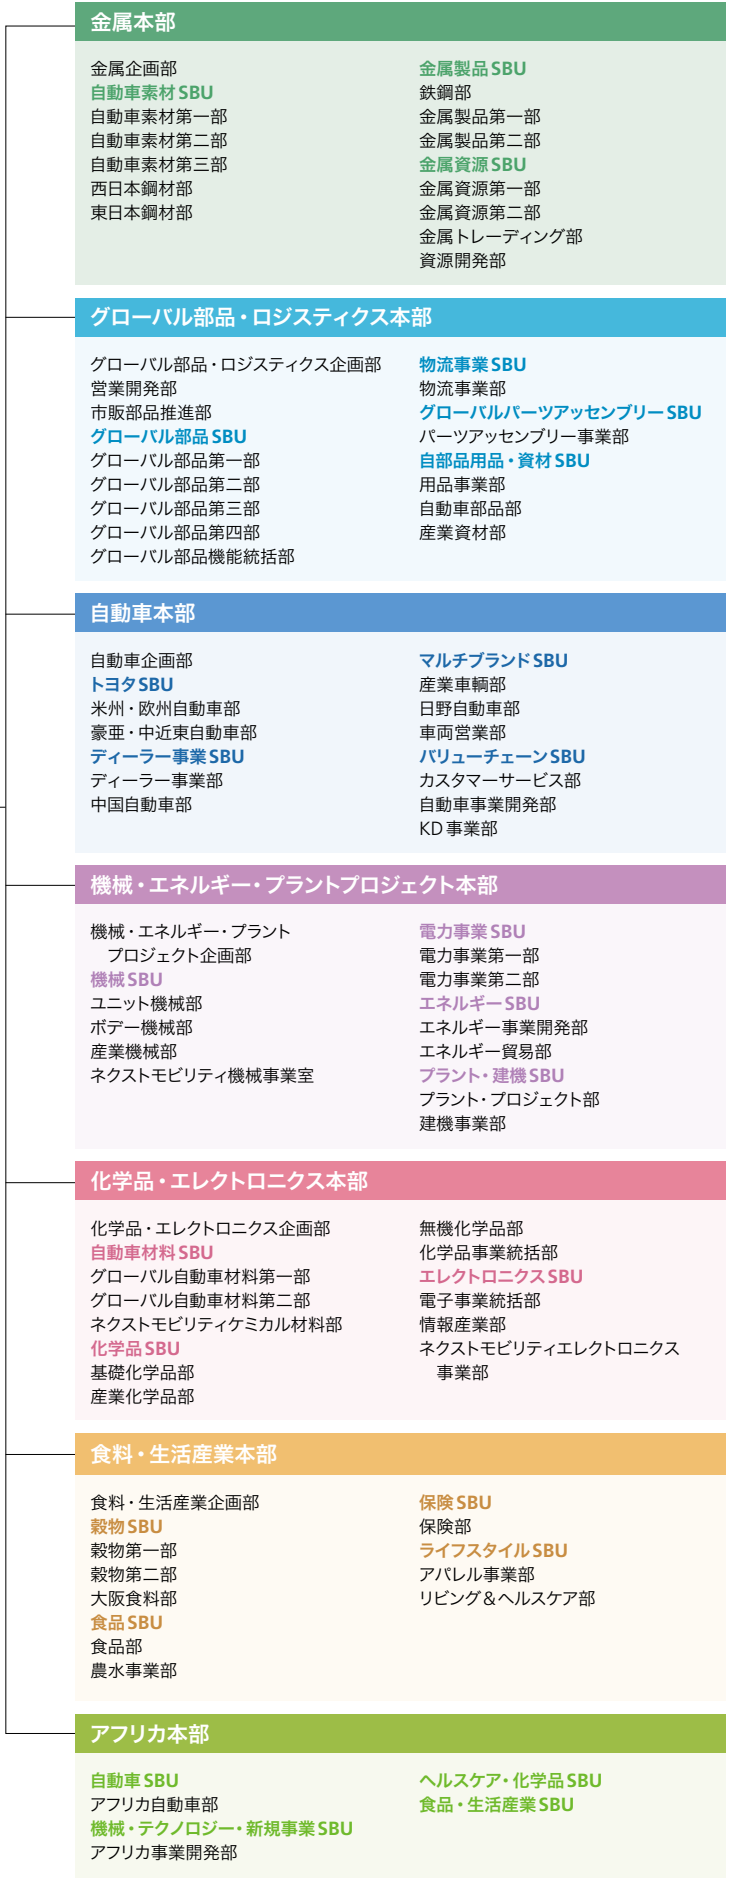 金属本部
金属企画部
自動車素材SBU
自動車素材第一部
自動車素材第二部
自動車素材第三部
西日本鋼材部
東日本鋼材部
金属製品SBU
鉄鋼部
金属製品第一部
金属製品第二部
金属資源SBU
金属資源第一部
金属資源第二部
金属トレーディング部
資源開発部
グローバル部品・ロジスティクス本部
グローバル部品・ロジスティクス企画部
営業開発部
市販部品推進部
グローバル部品SBU
グローバル部品第一部
グローバル部品第二部
グローバル部品第三部
グローバル部品第四部
グローバル部品機能統括部
物流事業SBU
物流事業部
グローバルパーツアッセンブリーSBU
パーツアッセンブリー事業部
自部品用品・資材SBU
用品事業部
自動車部品部
産業資材部
自動車本部
自動車企画部
トヨタSBU
米州・欧州自動車部
豪亜・中近東自動車部
ディーラー事業SBU
ディーラー事業部
中国自動車部
マルチブランドSBU
産業車輌部
日野自動車部
車両営業部
バリューチェーンSBU
カスタマーサービス部
自動車事業開発部
KD事業部
機械・エネルギー・プラントプロジェクト本部
機械・エネルギー・プラント
プロジェクト企画部
機械SBU
ユニット機械部
ボデー機械部
産業機械部
ネクストモビリティ機械事業室
電力事業SBU
電力事業第一部
電力事業第二部
エネルギーSBU
エネルギー事業開発部
エネルギー貿易部
プラント・建機SBU
プラント・プロジェクト部
建機事業部
化学品・エレクトロニクス本部
化学品・エレクトロニクス企画部
自動車材料SBU
グローバル自動車材料第一部
グローバル自動車材料第二部
ネクストモビリティケミカル材料部
化学品SBU
基礎化学品部
産業化学品部
無機化学品部
化学品事業統括部
エレクトロニクスSBU
電子事業統括部
情報産業部
ネクストモビリティエレクトロニクス
事業部
食料・生活産業本部
食料・生活産業企画部
穀物SBU
穀物第一部
穀物第二部
大阪食料部
食品SBU
食品部
農水事業部
保険SBU
保険部
ライフスタイルSBU
アパレル事業部
リビング&ヘルスケア部
アフリカ本部
自動車SBU
アフリカ自動車部
機械・テクノロジー・新規事業SBU
アフリカ事業開発部
ヘルスケア・化学品SBU
食品・生活産業SBU